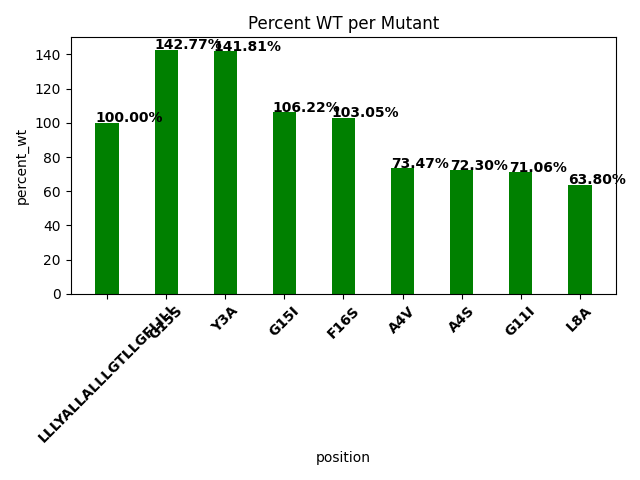 Percent WT per Mutant
142.77%
141.81%
100.00%
106.22%
103.05%
73.47%
72.30%
71.06%
63.80%
percent_wt
140
120
100
80
60
40
20
0
LLLYALLALLLGTLLGFLILL
G15S
Y3A
G15I
F16S
A4V
A4S
G11I
L8A
position